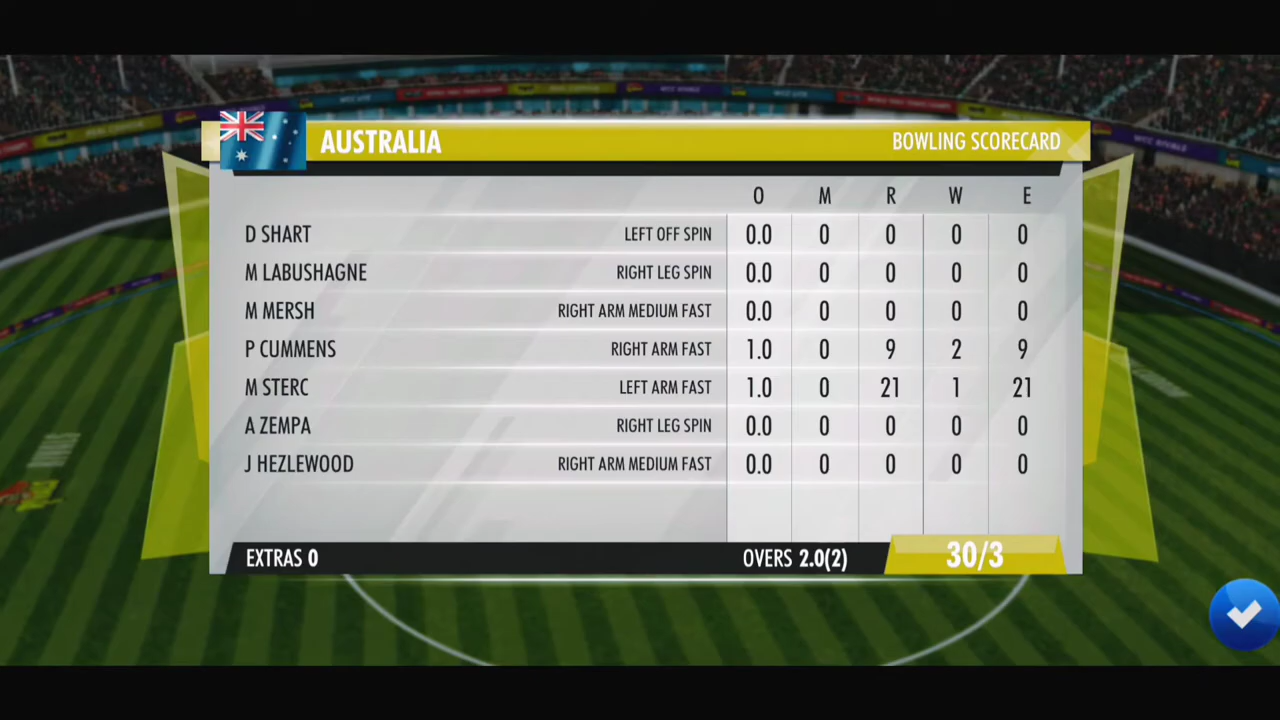 AUSTRALIA BOWLING SCORECARD
O M R W E
D SHART LEFT OFF SPIN 0.0 0 0 0 0
M LABUSHAGNE RIGHT LEG SPIN 0.0 0 0 0 0
M MERSH RIGHT ARM MEDIUM FAST 0.0 0 0 0 0
P CUMMENS RIGHT ARM FAST 1.0 0 9 2 9
M STERC LEFT ARM FAST 1.0 0 21 1 21
A ZEMPA RIGHT LEG SPIN 0.0 0 0 0 0
J HEZLEWOOD RIGHT ARM MEDIUM FAST 0.0 0 0 0 0
EXTRAS 0 OVERS 2.0(2) 30/3